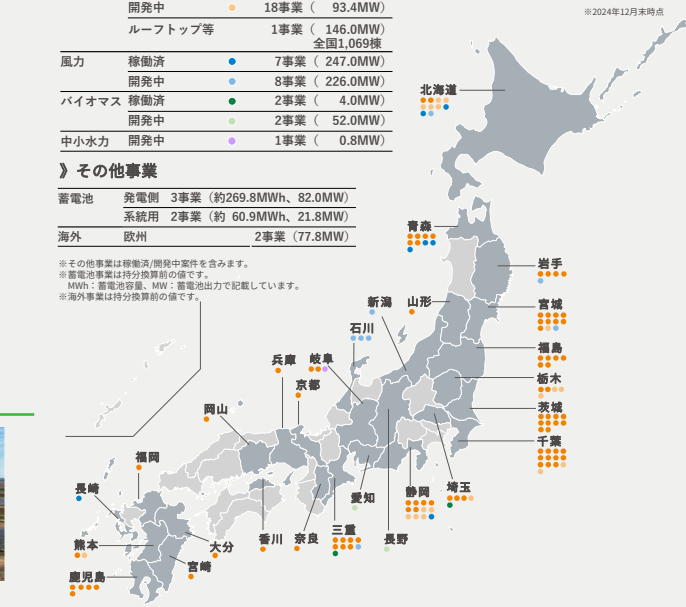 開発中 18事業（ 93.4MW）
※2024年12月末時点
ルーフトップ等 1事業（ 146.0MW）
全国1,069棟
風力 稼働済 7事業（ 247.0MW）
開発中 8事業（ 226.0MW）
バイオマス 稼働済 2事業（ 4.0MW）
開発中 2事業（ 52.0MW）
中小水力 開発中 1事業（ 0.8MW）
》その他事業
蓄電池 発電側 3事業（約269.8MWh、82.0MW）
系統用 2事業（約 60.9MWh、21.8MW）
海外 欧州 2事業（77.8MW）
※その他事業は稼働済/開発中案件を含みます。
※蓄電池事業は持分換算前の値です。
MWh：蓄電池容量、MW：蓄電池出力で記載しています。
※海外事業は持分換算前の値です。
北海道
青森
岩手
新潟
山形
宮城
石川
福島
兵庫
岐阜
栃木
京都
茨城
岡山
千葉
福岡
長崎
愛知
静岡
埼玉
熊本
大分
香川
奈良
三重
長野
宮崎
鹿児島